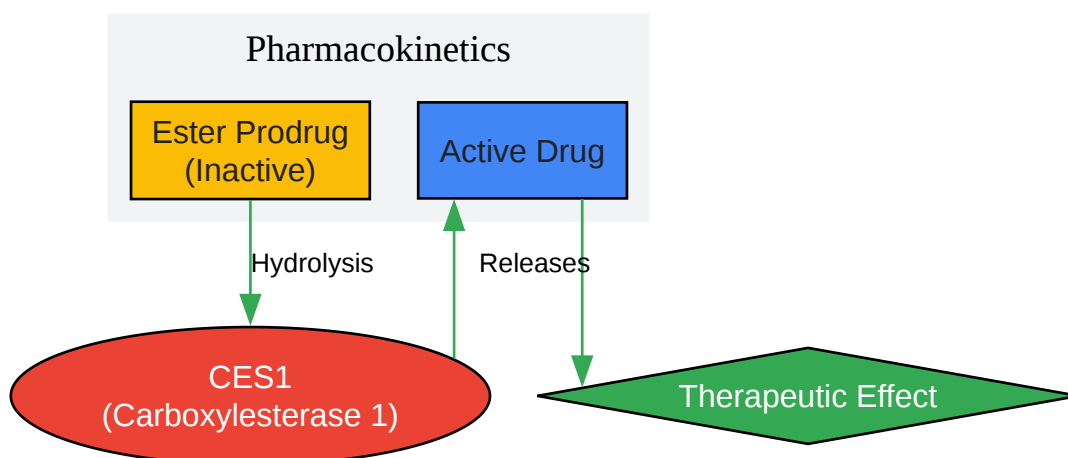 Pharmacokinetics
Ester Prodrug
(Inactive)
Active Drug
Hydrolysis
Releases
CES1
(Carboxylesterase 1)
Therapeutic Effect